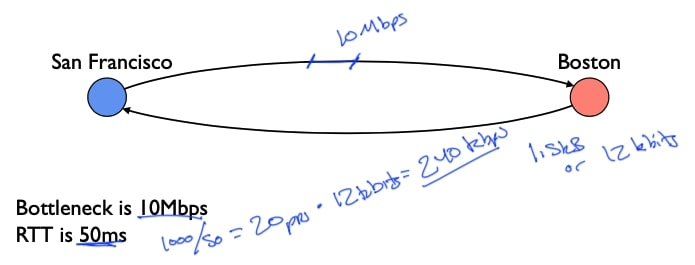 10Mbps
San Francisco
Boston
1.5kB
or 12 kbits
Bottleneck is 10Mbps
RTT is 50ms
1000/50 = 20 pps · 12kbits = 240 kbps